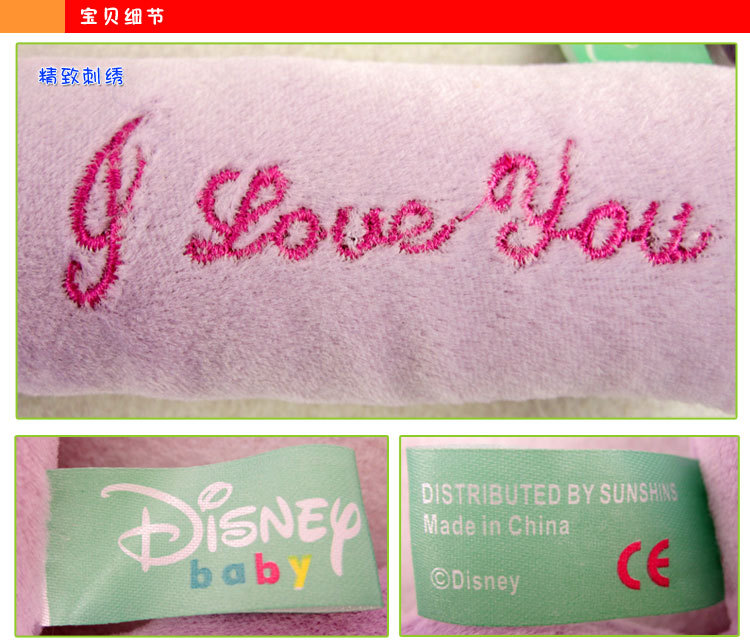 宝贝细节
精致刺绣
I Love You
Disney
baby
DISTRIBUTED BY SUNSHINS
Made in China
©Disney
CE